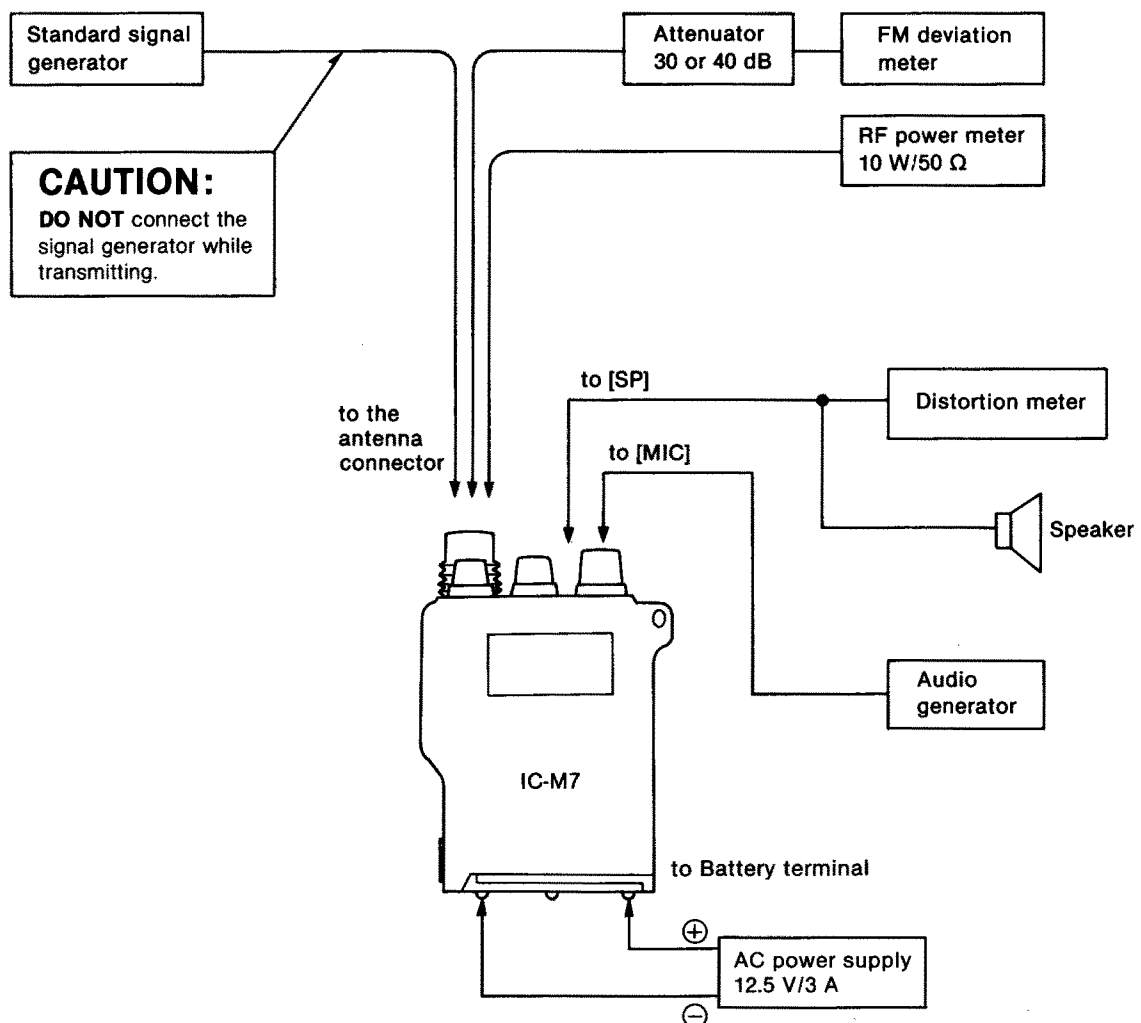 Standard signal
generator
Attenuator
30 or 40 dB
FM deviation
meter
RF power meter
10 W/50 Ω
CAUTION:
DO NOT connect the
signal generator while
transmitting.
to the
antenna
connector
to [SP]
Distortion meter
to [MIC]
Speaker
Audio
generator
IC-M7
to Battery terminal
⊕
AC power supply
12.5 V/3 A
⊖